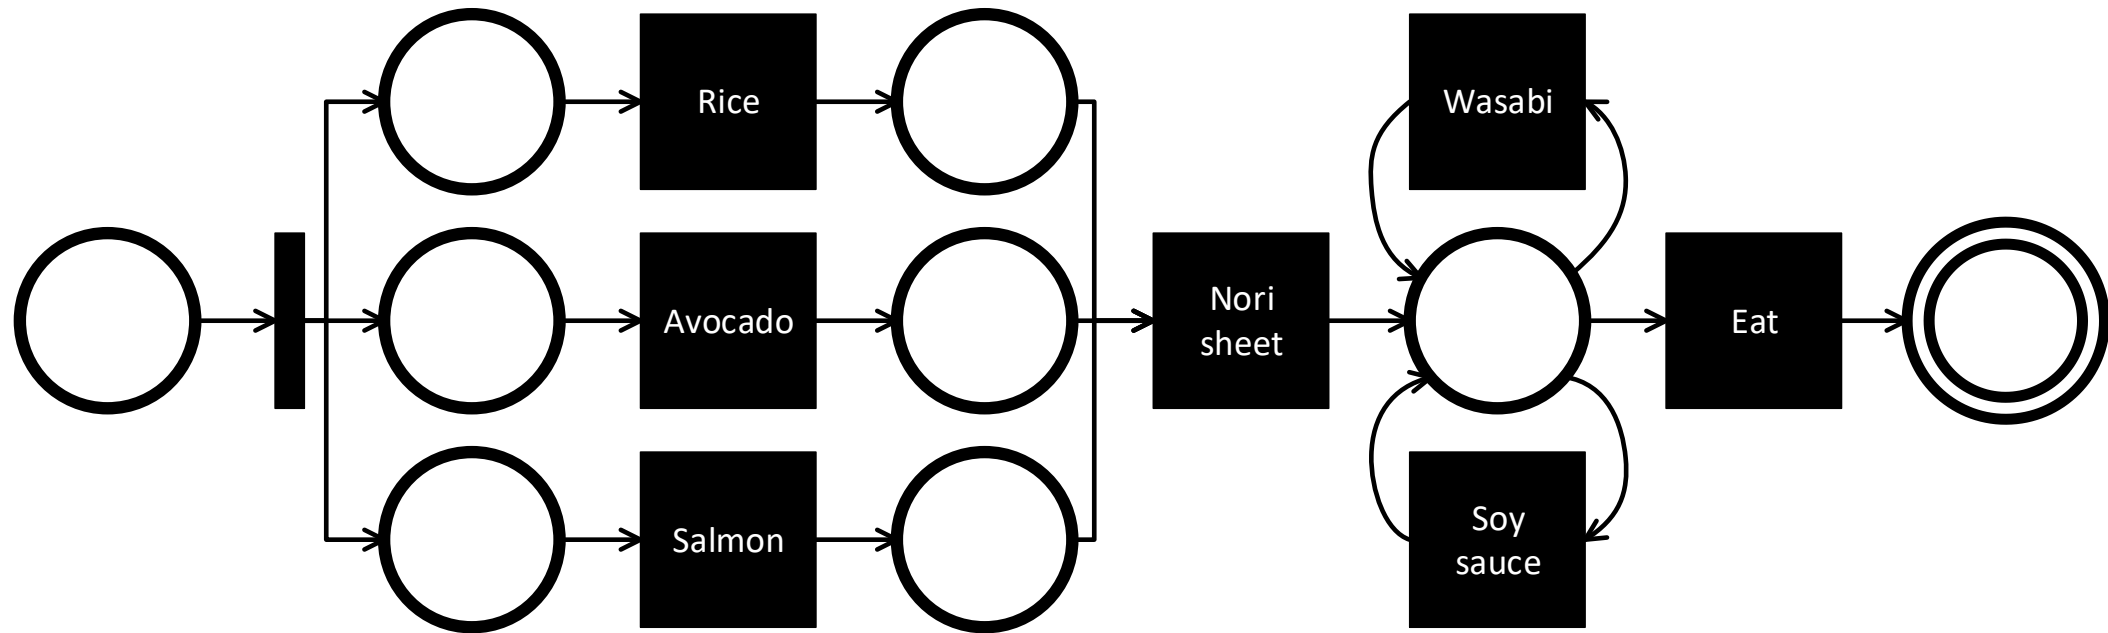 Rice
Wasabi
Avocado
Nori
sheet
Eat
Salmon
Soy
sauce